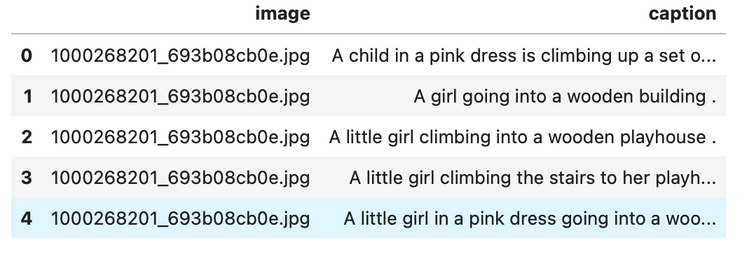 image caption
0 1000268201_693b08cb0e.jpg A child in a pink dress is climbing up a set o...
1 1000268201_693b08cb0e.jpg A girl going into a wooden building .
2 1000268201_693b08cb0e.jpg A little girl climbing into a wooden playhouse .
3 1000268201_693b08cb0e.jpg A little girl climbing the stairs to her playh...
4 1000268201_693b08cb0e.jpg A little girl in a pink dress going into a woo...